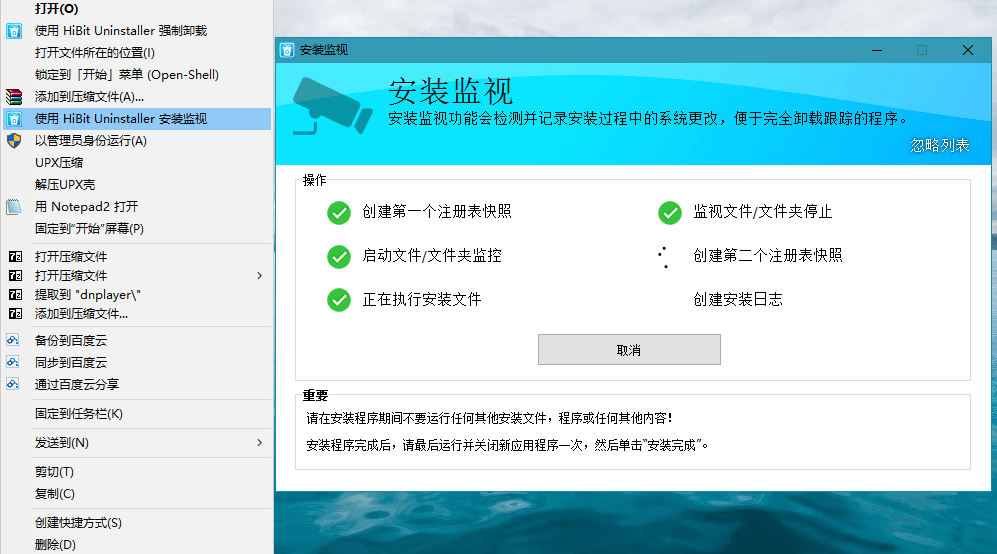 打开(O)
使用 HiBit Uninstaller 强制卸载
打开文件所在的位置(I)
锁定到「开始」菜单 (Open-Shell)
添加到压缩文件(A)...
使用 HiBit Uninstaller 安装监视
以管理员身份运行(A)
UPX压缩
解压UPX壳
用 Notepad2 打开
固定到"开始"屏幕(P)
打开压缩文件
打开压缩文件
提取到 "dnplayer\"
添加到压缩文件...
备份到百度云
同步到百度云
通过百度云分享
固定到任务栏(K)
发送到(N)
剪切(T)
复制(C)
创建快捷方式(S)
删除(D)
安装监视
安装监视
安装监视功能会检测并记录安装过程中的系统更改，便于完全卸载跟踪的程序。
忽略列表
操作
创建第一个注册表快照
监视文件/文件夹停止
启动文件/文件夹监控
创建第二个注册表快照
正在执行安装文件
创建安装日志
取消
重要
请在安装程序期间不要运行任何其他安装文件，程序或任何其他内容！
安装程序完成后，请最后运行并关闭新应用程序一次，然后单击“安装完成”。